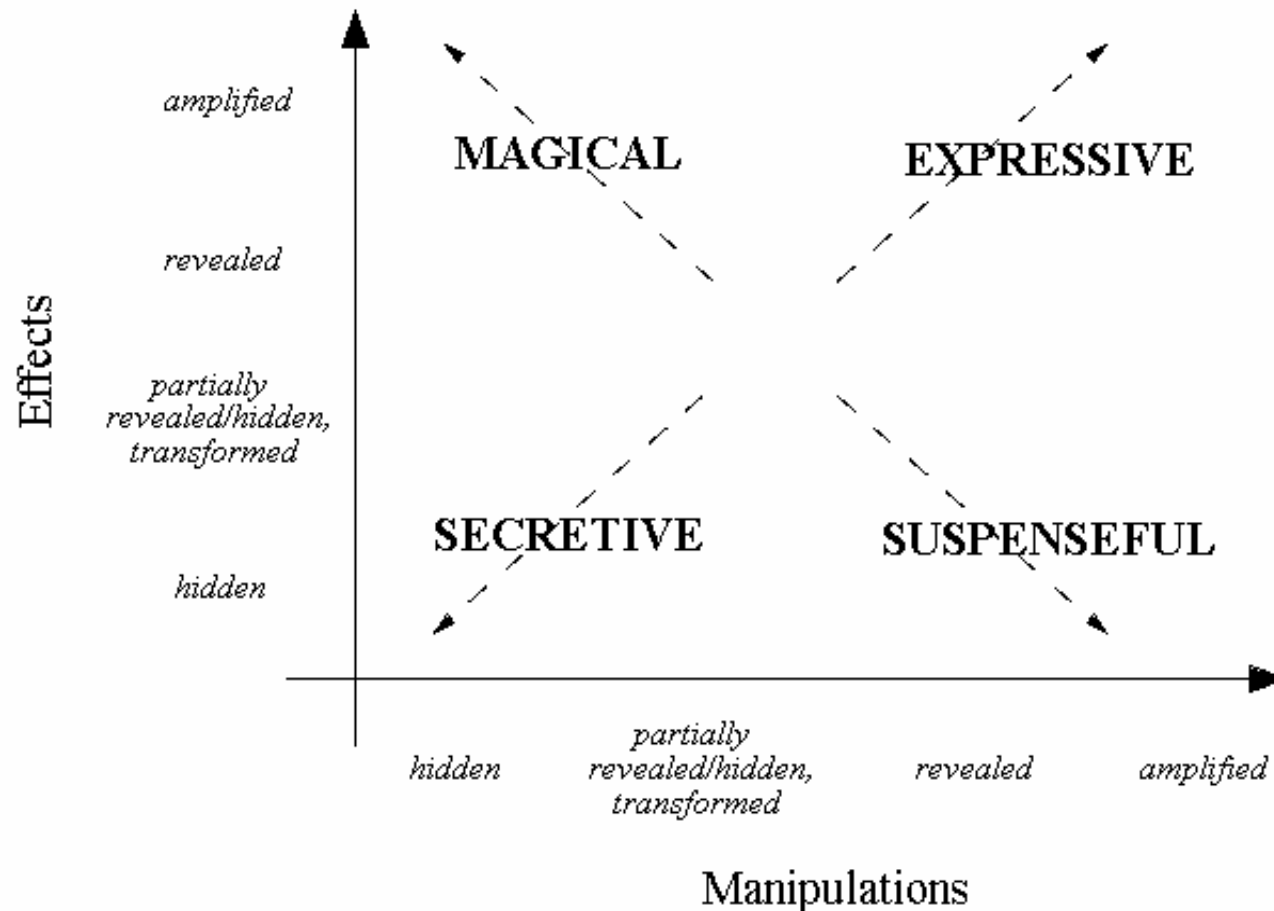 amplified
MAGICAL
EXPRESSIVE
revealed
Effects
partially
revealed/hidden,
transformed
SECRETIVE
SUSPENSEFUL
hidden
hidden
partially
revealed/hidden,
transformed
revealed
amplified
Manipulations